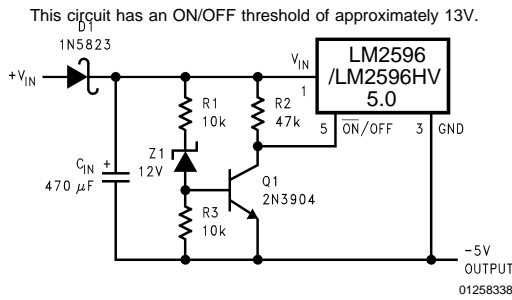 This circuit has an ON/OFF threshold of approximately 13V.
D1
1N5823
+VIN
VIN
1
LM2596
/LM2596HV
5.0
R1
10k
R2
47k
5
ON/OFF
3
GND
Z1
12V
CIN
+
470 μF
Q1
2N3904
R3
10k
-5V
OUTPUT
01258338